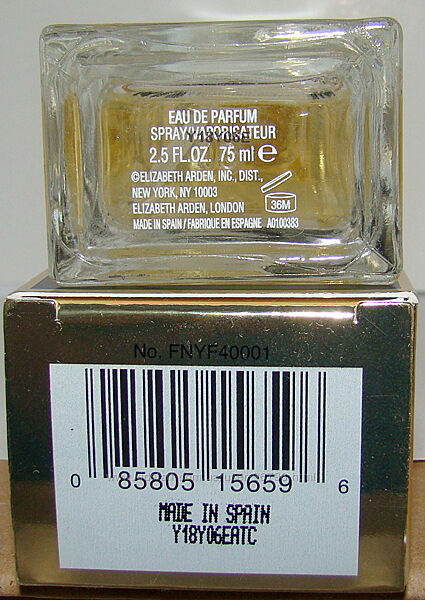 EAU DE PARFUM
SPRAY/VAPORISATEUR
2.5 FL.OZ. 75 ml ℮
©ELIZABETH ARDEN, INC., DIST.,
NEW YORK, NY 10003
36M
ELIZABETH ARDEN, LONDON
MADE IN SPAIN / FABRIQUE EN ESPAGNE A0100383
No. FNYF40001
0 85805 15659 6
MADE IN SPAIN
Y18Y06EATC